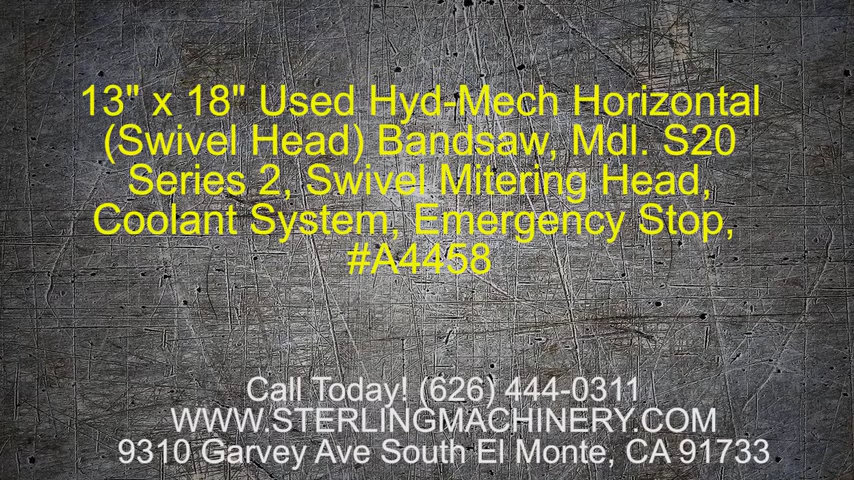 13" x 18" Used Hyd-Mech Horizontal
(Swivel Head) Bandsaw, Mdl. S20
Series 2, Swivel Mitering Head,
Coolant System, Emergency Stop,
#A4458
Call Today! (626) 444-0311
WWW.STERLINGMACHINERY.COM
9310 Garvey Ave South El Monte, CA 91733